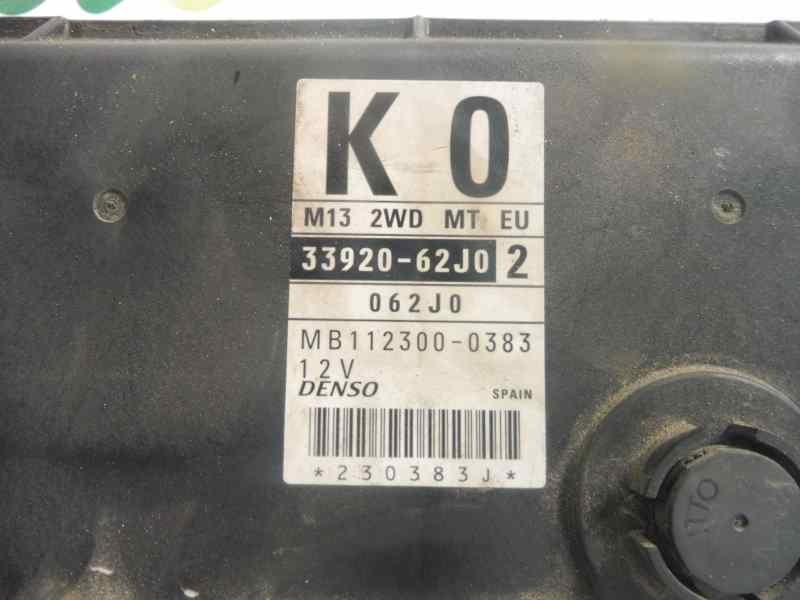 K0
M13 2WD MT EU
33920-62J0 2
062J0
MB112300-0383
12V
DENSO SPAIN
*230383J*